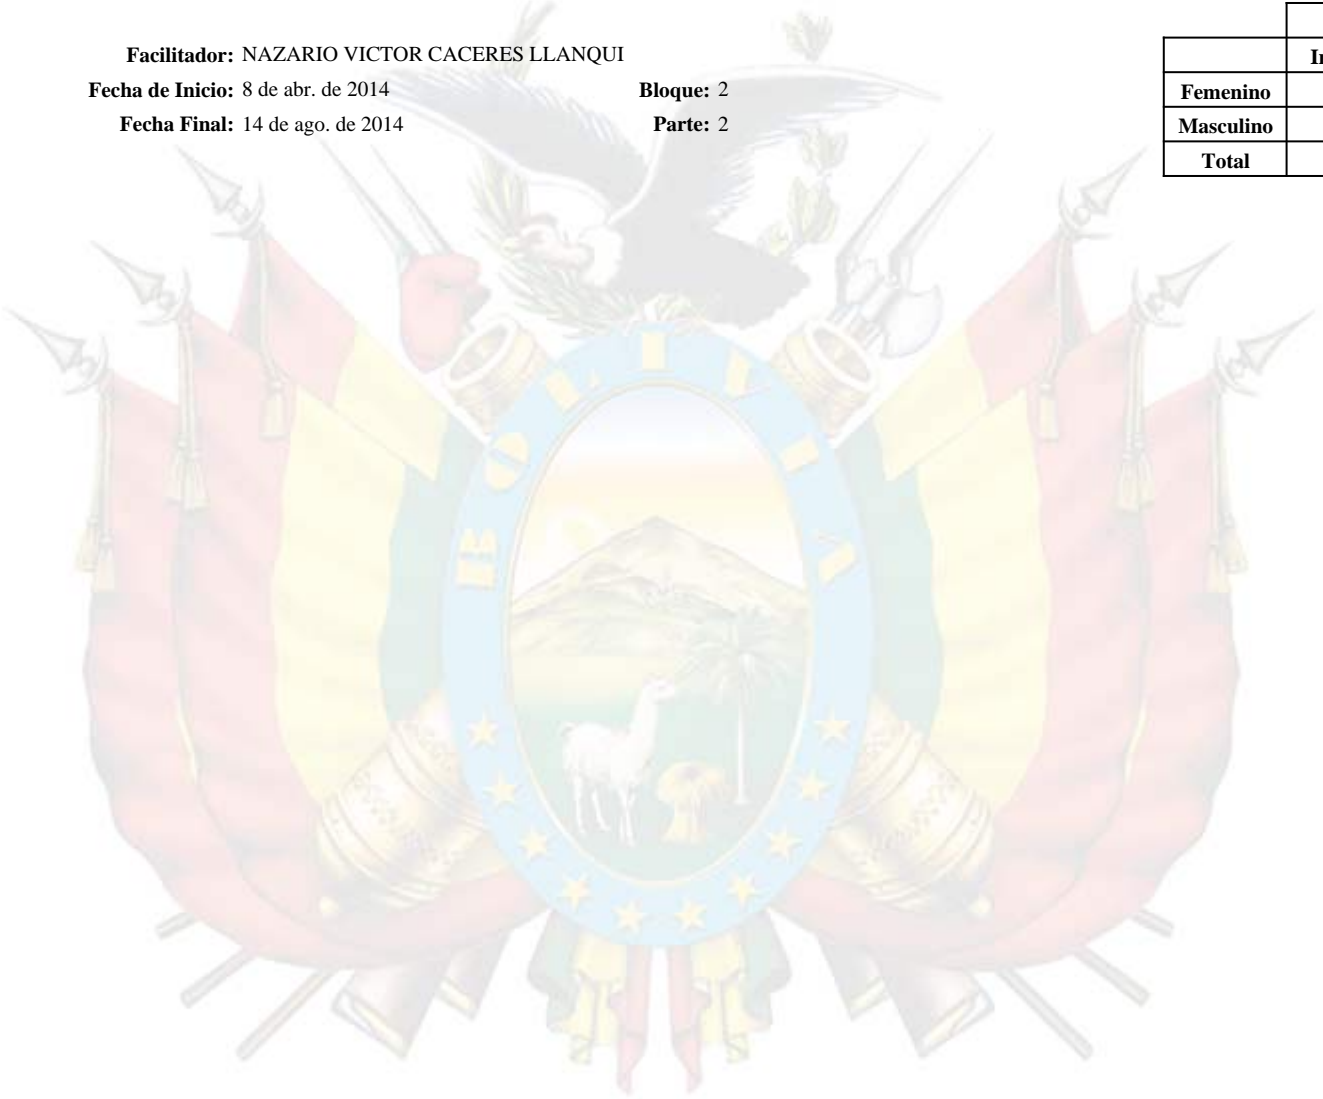 Facilitador: NAZARIO VICTOR CACERES LLANQUI
Fecha de Inicio: 8 de abr. de 2014 Bloque: 2
Fecha Final: 14 de ago. de 2014 Parte: 2
Femenino
Masculino
Total
BOLIVIA